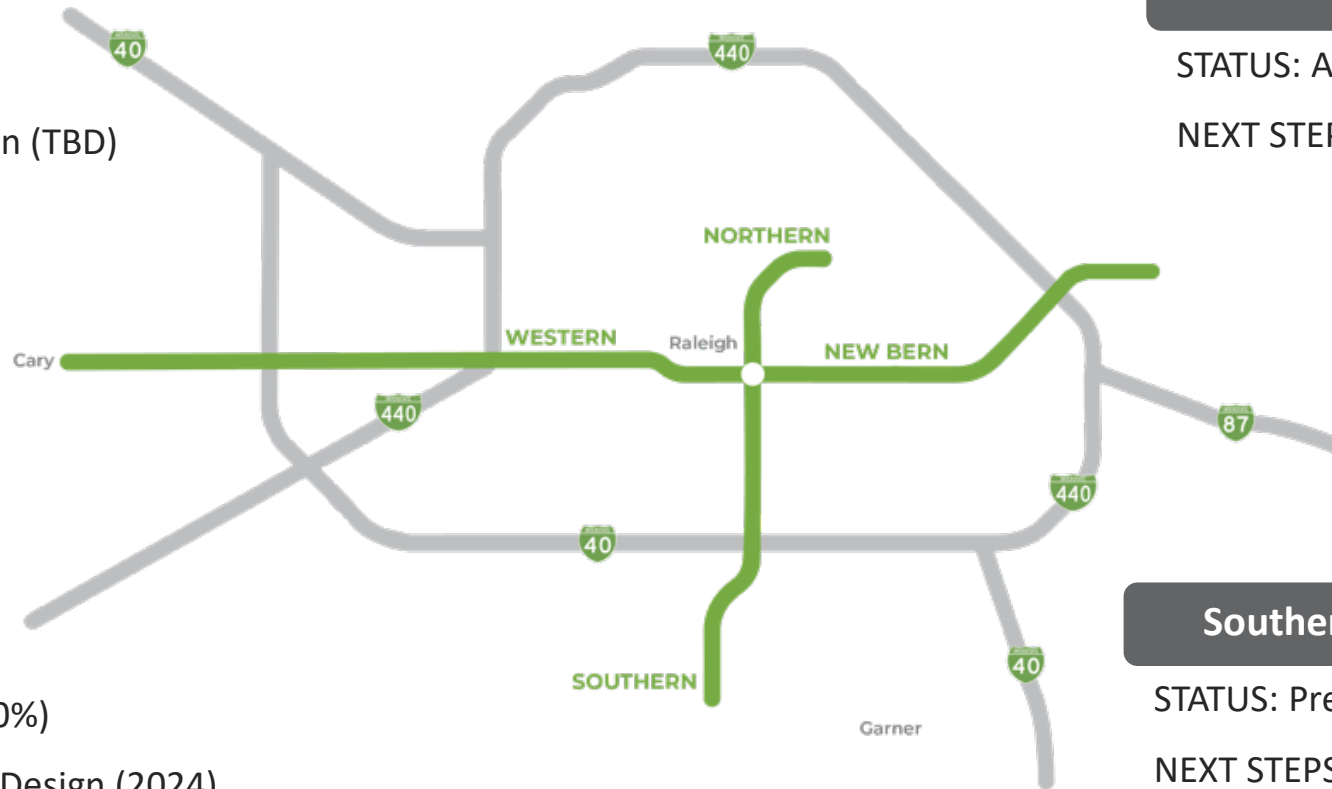 40
440
STATUS: A
NEXT STEP
n (TBD)
NORTHERN
WESTERN
Raleigh
NEW BERN
Cary
440
87
440
40
Souther
40
SOUTHERN
STATUS: Pre
0%)
Garner
NEXT STEPS
Design (2024)